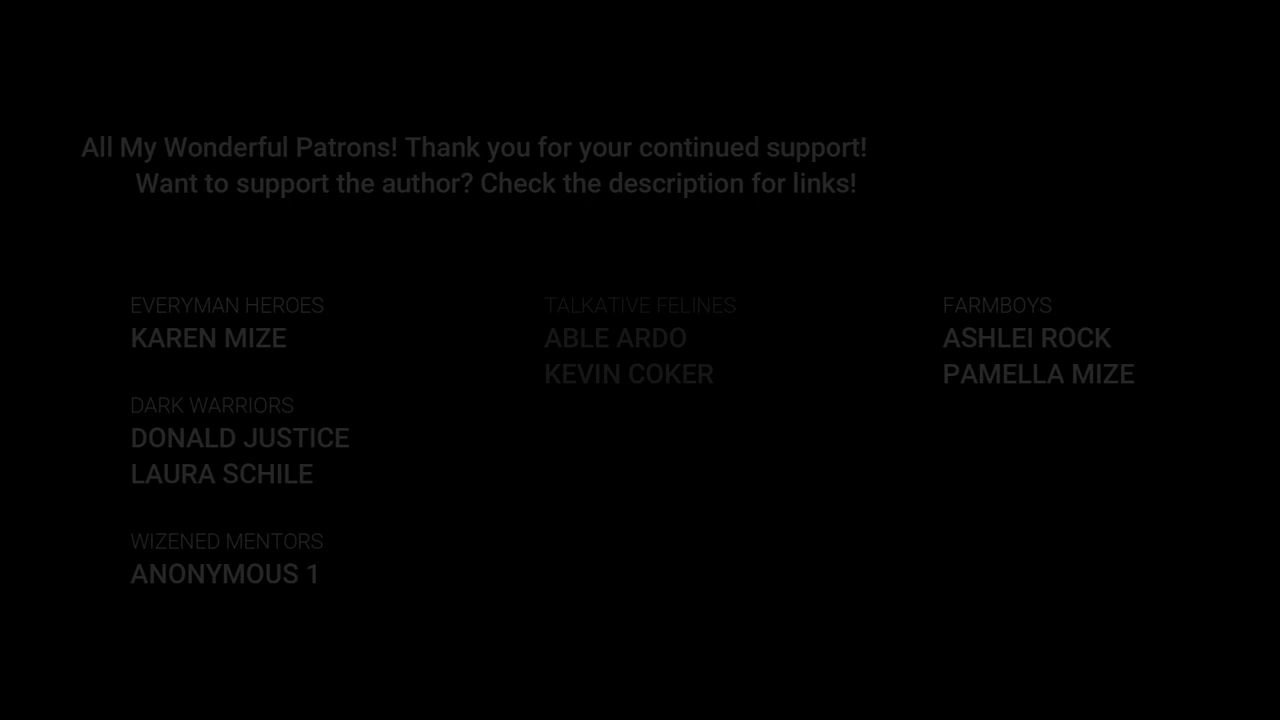 All My Wonderful Patrons! Thank you for your continued support!
Want to support the author? Check the description for links!
EVERYMAN HEROES
KAREN MIZE
DARK WARRIORS
DONALD JUSTICE
LAURA SCHILE
WIZENED MENTORS
ANONYMOUS 1
TALKATIVE FELINES
ABLE ARDO
KEVIN COKER
FARMBOYS
ASHLEI ROCK
PAMELLA MIZE